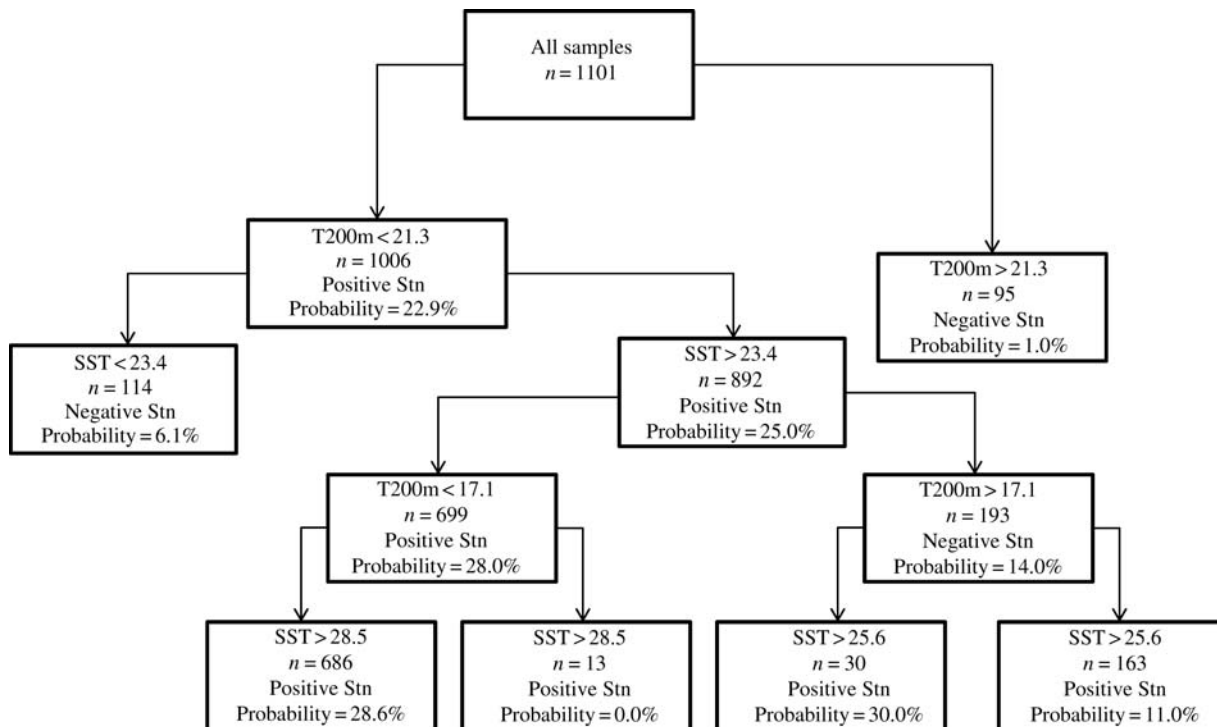 All samples
n = 1101
T200m < 21.3
n = 1006
Positive Stn
Probability = 22.9%
T200m > 21.3
n = 95
Negative Stn
Probability = 1.0%
SST < 23.4
n = 114
Negative Stn
Probability = 6.1%
SST > 23.4
n = 892
Positive Stn
Probability = 25.0%
T200m < 17.1
n = 699
Positive Stn
Probability = 28.0%
T200m > 17.1
n = 193
Negative Stn
Probability = 14.0%
SST > 28.5
n = 686
Positive Stn
Probability = 28.6%
SST > 28.5
n = 13
Positive Stn
Probability = 0.0%
SST > 25.6
n = 30
Positive Stn
Probability = 30.0%
SST > 25.6
n = 163
Positive Stn
Probability = 11.0%